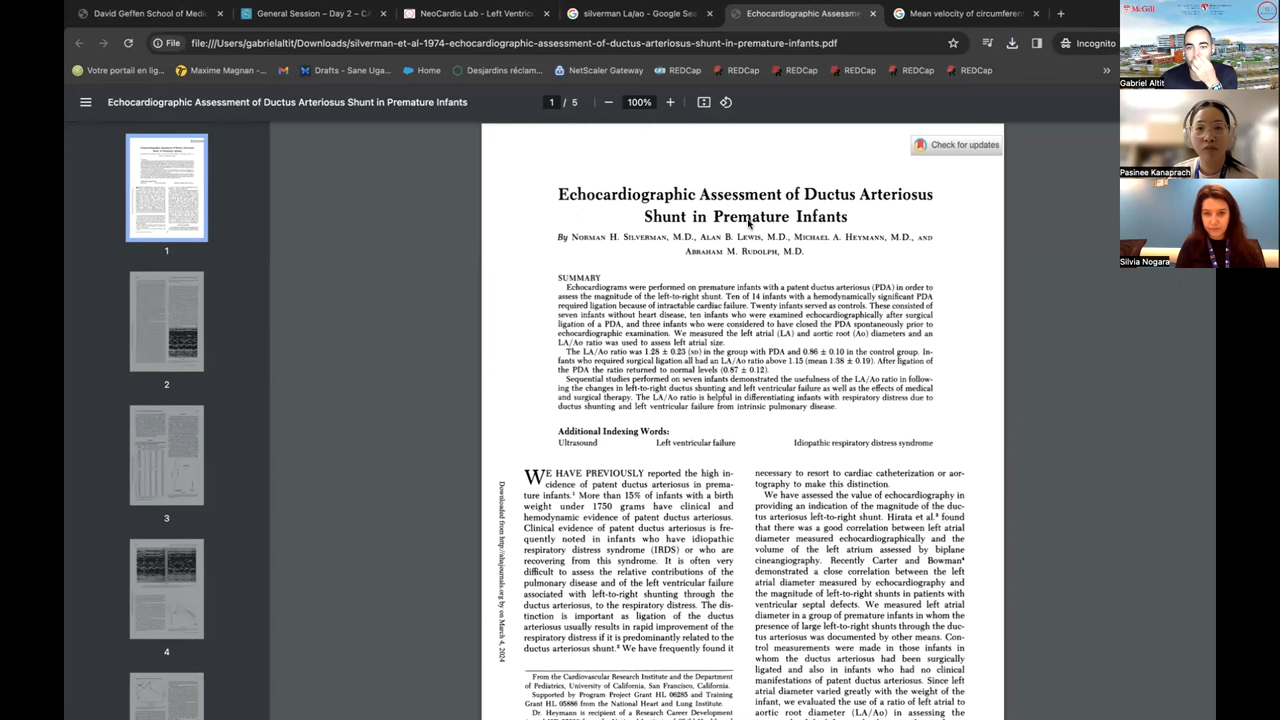 David Geffen School of Medic
General Session - C
silverman La/ao - Google Sea
Echocardiographic Assessmen
Mean velocity of circumferen
File
file:///Users/gabrielaltit/Downloads/silverman-et-al-1974-echocardiographic-assessment-of-ductus-arteriosus-shunt-in-premature-infants.pdf
Incognito
Votre portail en lig...
Maxime Magnan -...
Drafts - Sane Uga...
Home
Desjardins réclam...
NetScaler Gateway
REDCap
REDCap
REDCap
REDCap
REDCap
REDCap
Echocardiographic Assessment of Ductus Arteriosus Shunt in Premature Infants
1 / 5
100%
1
2
3
4
Check for updates
Echocardiographic Assessment of Ductus Arteriosus
Shunt in Premature Infants
By Norman H. Silverman, M.D., Alan B. Lewis, M.D., Michael A. Heymann, M.D., and
Abraham M. Rudolph, M.D.
SUMMARY
Echocardiograms were performed on premature infants with a patent ductus arteriosus (PDA) in order to
assess the magnitude of the left-to-right shunt. Ten of 14 infants with a hemodynamically significant PDA
required ligation because of intractable cardiac failure. Twenty infants served as controls. These consisted of
seven infants without heart disease, ten infants who were examined echocardiographically after surgical
ligation of a PDA, and three infants who were considered to have closed the PDA spontaneously prior to
echocardiographic examination. We measured the left atrial (LA) and aortic root (Ao) diameters and an
LA/Ao ratio was used to assess left atrial size.
The LA/Ao ratio was 1.28 ± 0.23 (SD) in the group with PDA and 0.86 ± 0.10 in the control group. In-
fants who required surgical ligation all had an LA/Ao ratio above 1.15 (mean 1.38 ± 0.19). After ligation of
the PDA the ratio returned to normal levels (0.87 ± 0.12).
Sequential studies performed on seven infants demonstrated the usefulness of the LA/Ao ratio in follow-
ing the changes in left-to-right ductus shunting and left ventricular failure as well as the effects of medical
and surgical therapy. The LA/Ao ratio is helpful in differentiating infants with respiratory distress due to
ductus shunting and left ventricular failure from intrinsic pulmonary disease.
Additional Indexing Words:
Ultrasound Left ventricular failure Idiopathic respiratory distress syndrome
WE HAVE PREVIOUSLY reported the high in-
cidence of patent ductus arteriosus in prema-
ture infants.¹ More than 15% of infants with a birth
weight under 1750 grams have clinical and
hemodynamic evidence of patent ductus arteriosus.
Clinical evidence of patent ductus arteriosus is fre-
quently noted in infants who have idiopathic
respiratory distress syndrome (IRDS) or who are
recovering from this syndrome. It is often very
difficult to assess the relative contributions of the
pulmonary disease and of the left ventricular failure
associated with left-to-right shunting through the
ductus arteriosus, to the respiratory distress. The dis-
tinction is important as ligation of the ductus
arteriosus usually results in rapid improvement of the
respiratory distress if it is predominantly related to the
ductus arteriosus shunt.² We have frequently found it
From the Cardiovascular Research Institute and the Department
of Pediatrics, University of California, San Francisco, California.
Supported by Program Project Grant HL 06285 and Training
Grant HL 05886 from the National Heart and Lung Institute.
Dr. Heymann is recipient of a Research Career Development
necessary to resort to cardiac catheterization or aor-
tography to make this distinction.
We have assessed the value of echocardiography in
providing an indication of the magnitude of the duc-
tus arteriosus left-to-right shunt. Hirata et al.³ found
that there was a good correlation between left atrial
diameter measured echocardiographically and the
volume of the left atrium assessed by biplane
cineangiography. Recently Carter and Bowman⁴
demonstrated a close correlation between the left
atrial diameter measured by echocardiography and
the magnitude of left-to-right shunts in patients with
ventricular septal defects. We measured left atrial
diameter in a group of premature infants in whom the
presence of large left-to-right shunts through the duc-
tus arteriosus was documented by other means. Con-
trol measurements were made in those infants in
whom the ductus arteriosus had been surgically
ligated and also in infants who had no clinical
manifestations of patent ductus arteriosus. Since left
atrial diameter varied greatly with the weight of the
infant, we evaluated the use of a ratio of left atrial to
aortic root diameter (LA/Ao) in assessing the
Downloaded from http://ahajournals.org by on March 4, 2024
McGill
Gabriel Altit
Pasinee Kanaprach
Silvia Nogara